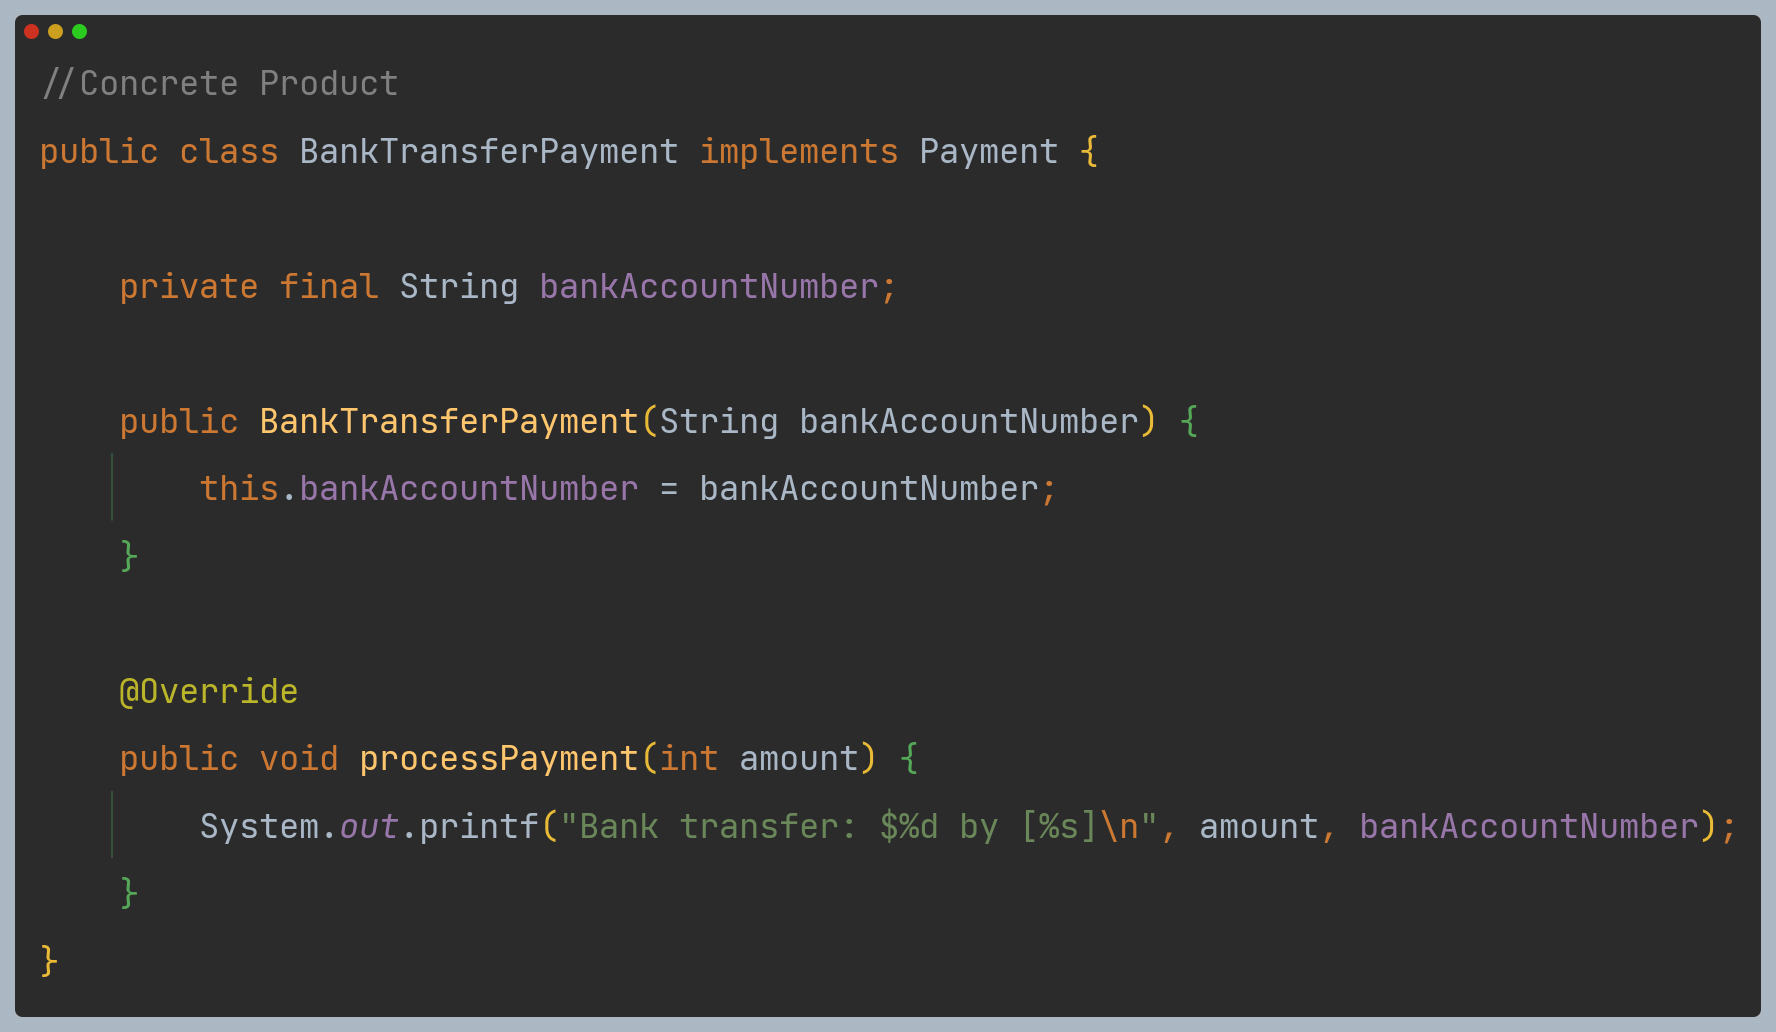 //Concrete Product
public class BankTransferPayment implements Payment {
    private final String bankAccountNumber;
    public BankTransferPayment(String bankAccountNumber) {
        this.bankAccountNumber = bankAccountNumber;
    }
    @Override
    public void processPayment(int amount) {
        System.out.printf("Bank transfer: $%d by [%s]\n", amount, bankAccountNumber);
    }
}